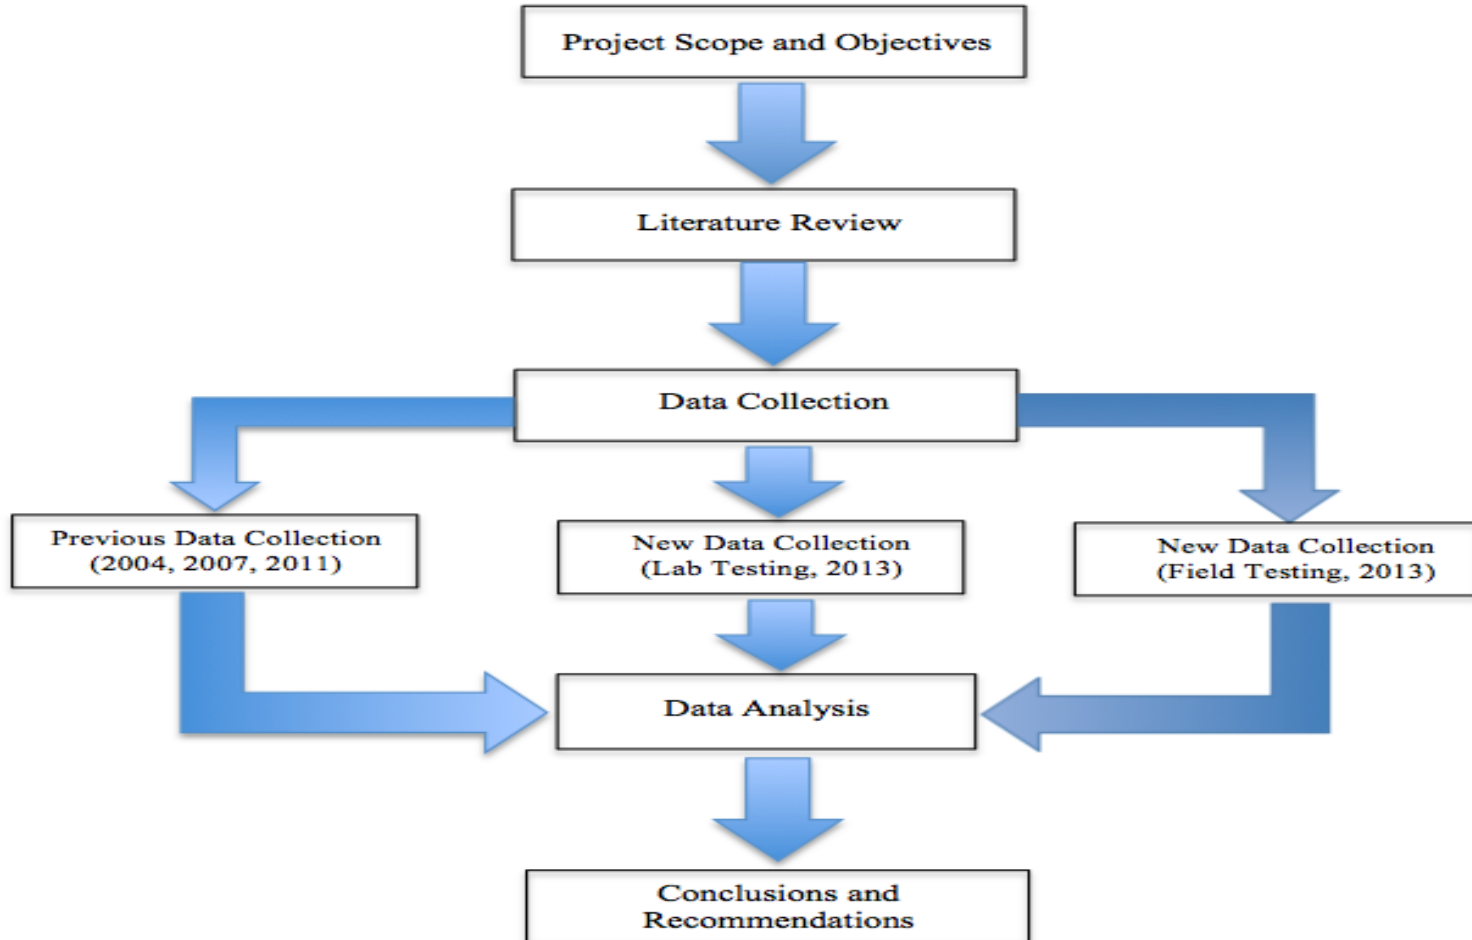 Project Scope and Objectives
Literature Review
Data Collection
Previous Data Collection
(2004, 2007, 2011)
New Data Collection
(Lab Testing, 2013)
New Data Collection
(Field Testing, 2013)
Data Analysis
Conclusions and
Recommendations